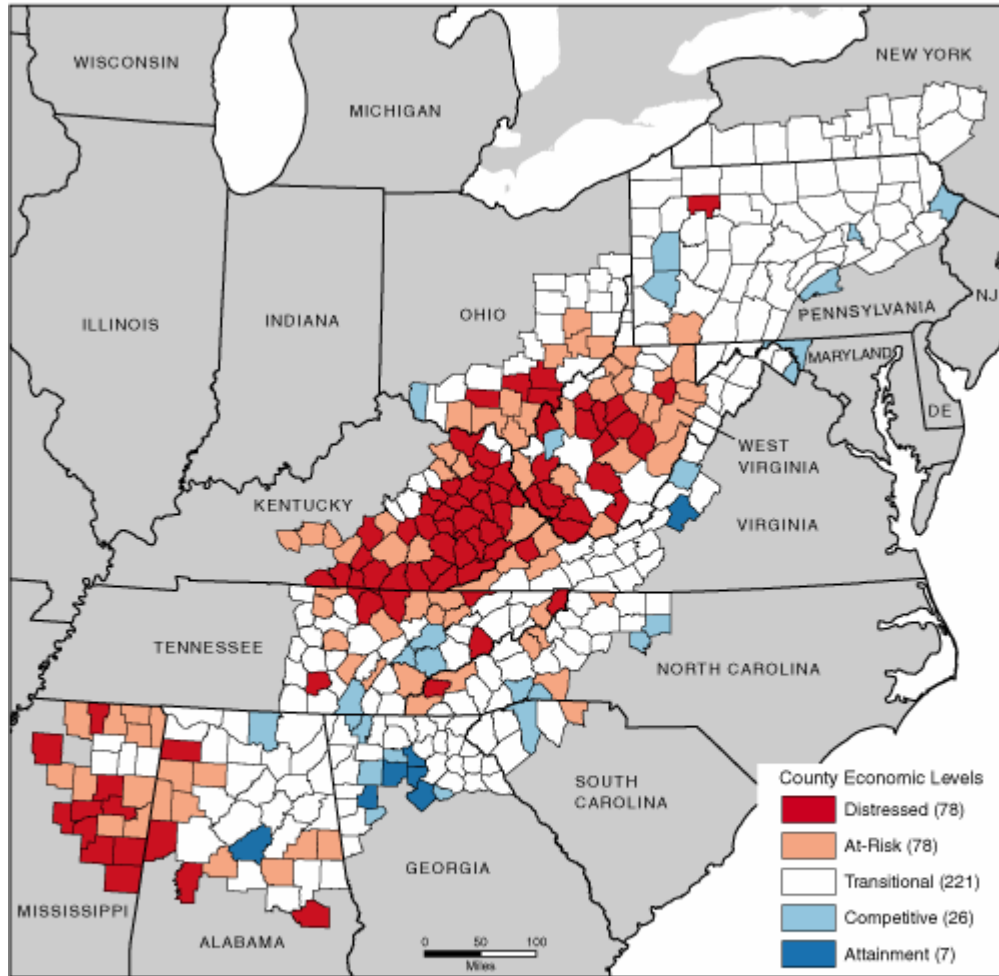 WISCONSIN
NEW YORK
MICHIGAN
PENNSYLVANIA
NJ
OHIO
ILLINOIS
INDIANA
MARYLAND
DE
WEST
VIRGINIA
KENTUCKY
VIRGINIA
TENNESSEE
NORTH CAROLINA
SOUTH
CAROLINA
GEORGIA
MISSISSIPPI
ALABAMA
0 50 100
Miles
County Economic Levels
Distressed (78)
At-Risk (78)
Transitional (221)
Competitive (26)
Attainment (7)